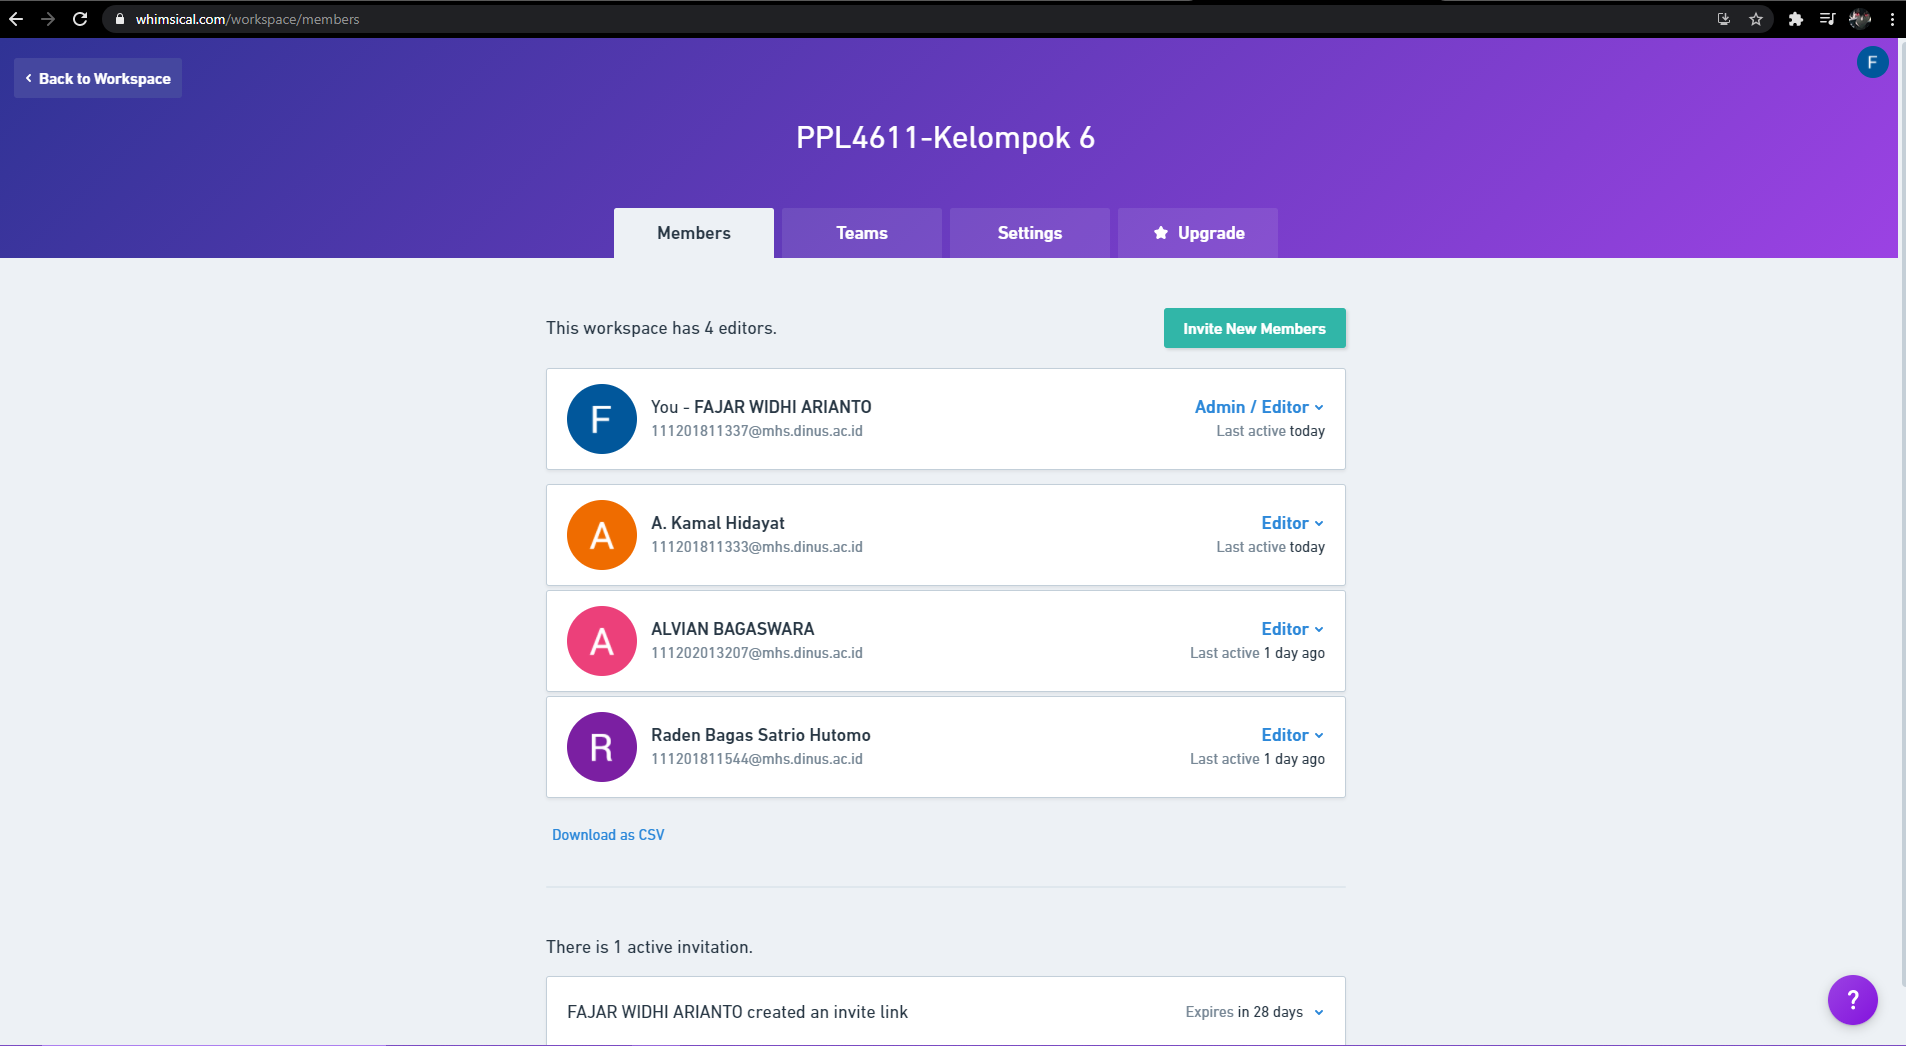 whimsical.com/workspace/members
Back to Workspace
F
PPL4611-Kelompok 6
Members
Teams
Settings
Upgrade
This workspace has 4 editors.
Invite New Members
F
You - FAJAR WIDHI ARIANTO
Admin / Editor
111201811337@mhs.dinus.ac.id
Last active today
A
A. Kamal Hidayat
Editor
111201811333@mhs.dinus.ac.id
Last active today
A
ALVIAN BAGASWARA
Editor
111202013207@mhs.dinus.ac.id
Last active 1 day ago
R
Raden Bagas Satrio Hutomo
Editor
111201811544@mhs.dinus.ac.id
Last active 1 day ago
Download as CSV
There is 1 active invitation.
FAJAR WIDHI ARIANTO created an invite link
Expires in 28 days
?